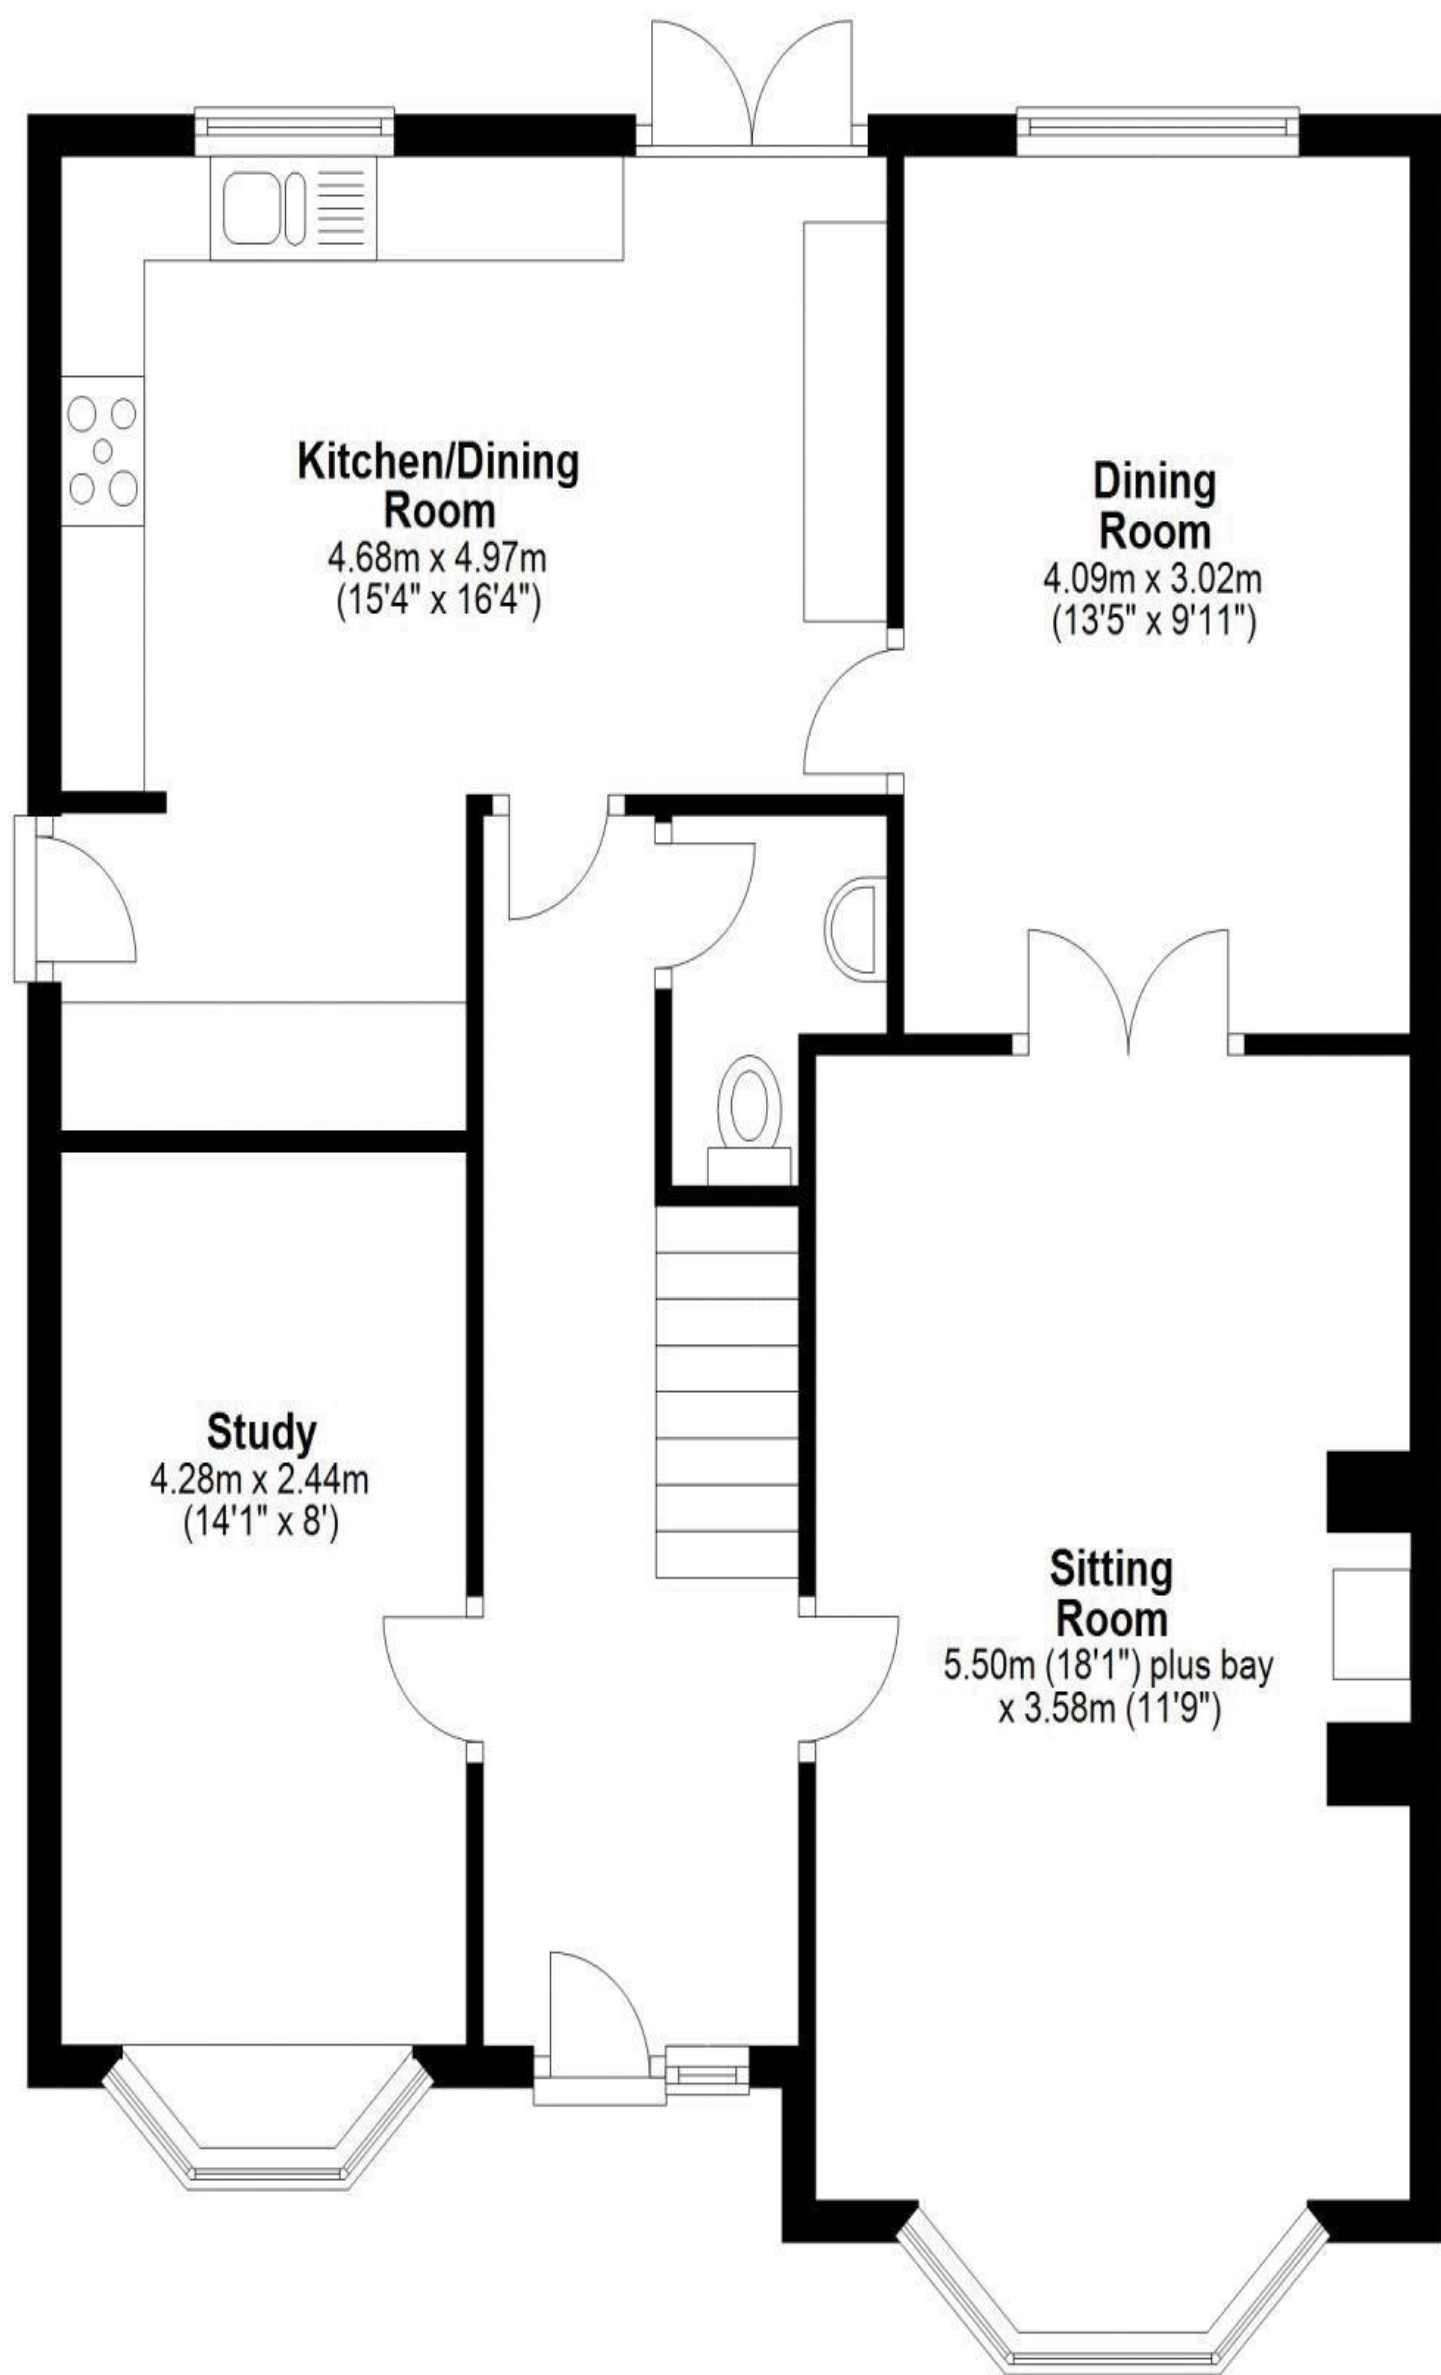 Kitchen/Dining
Room
4.68m x 4.97m
(15'4" x 16'4")
Dining
Room
4.09m x 3.02m
(13'5" x 9'11")
Study
4.28m x 2.44m
(14'1" x 8')
Sitting
Room
5.50m (18'1") plus bay
x 3.58m (11'9")